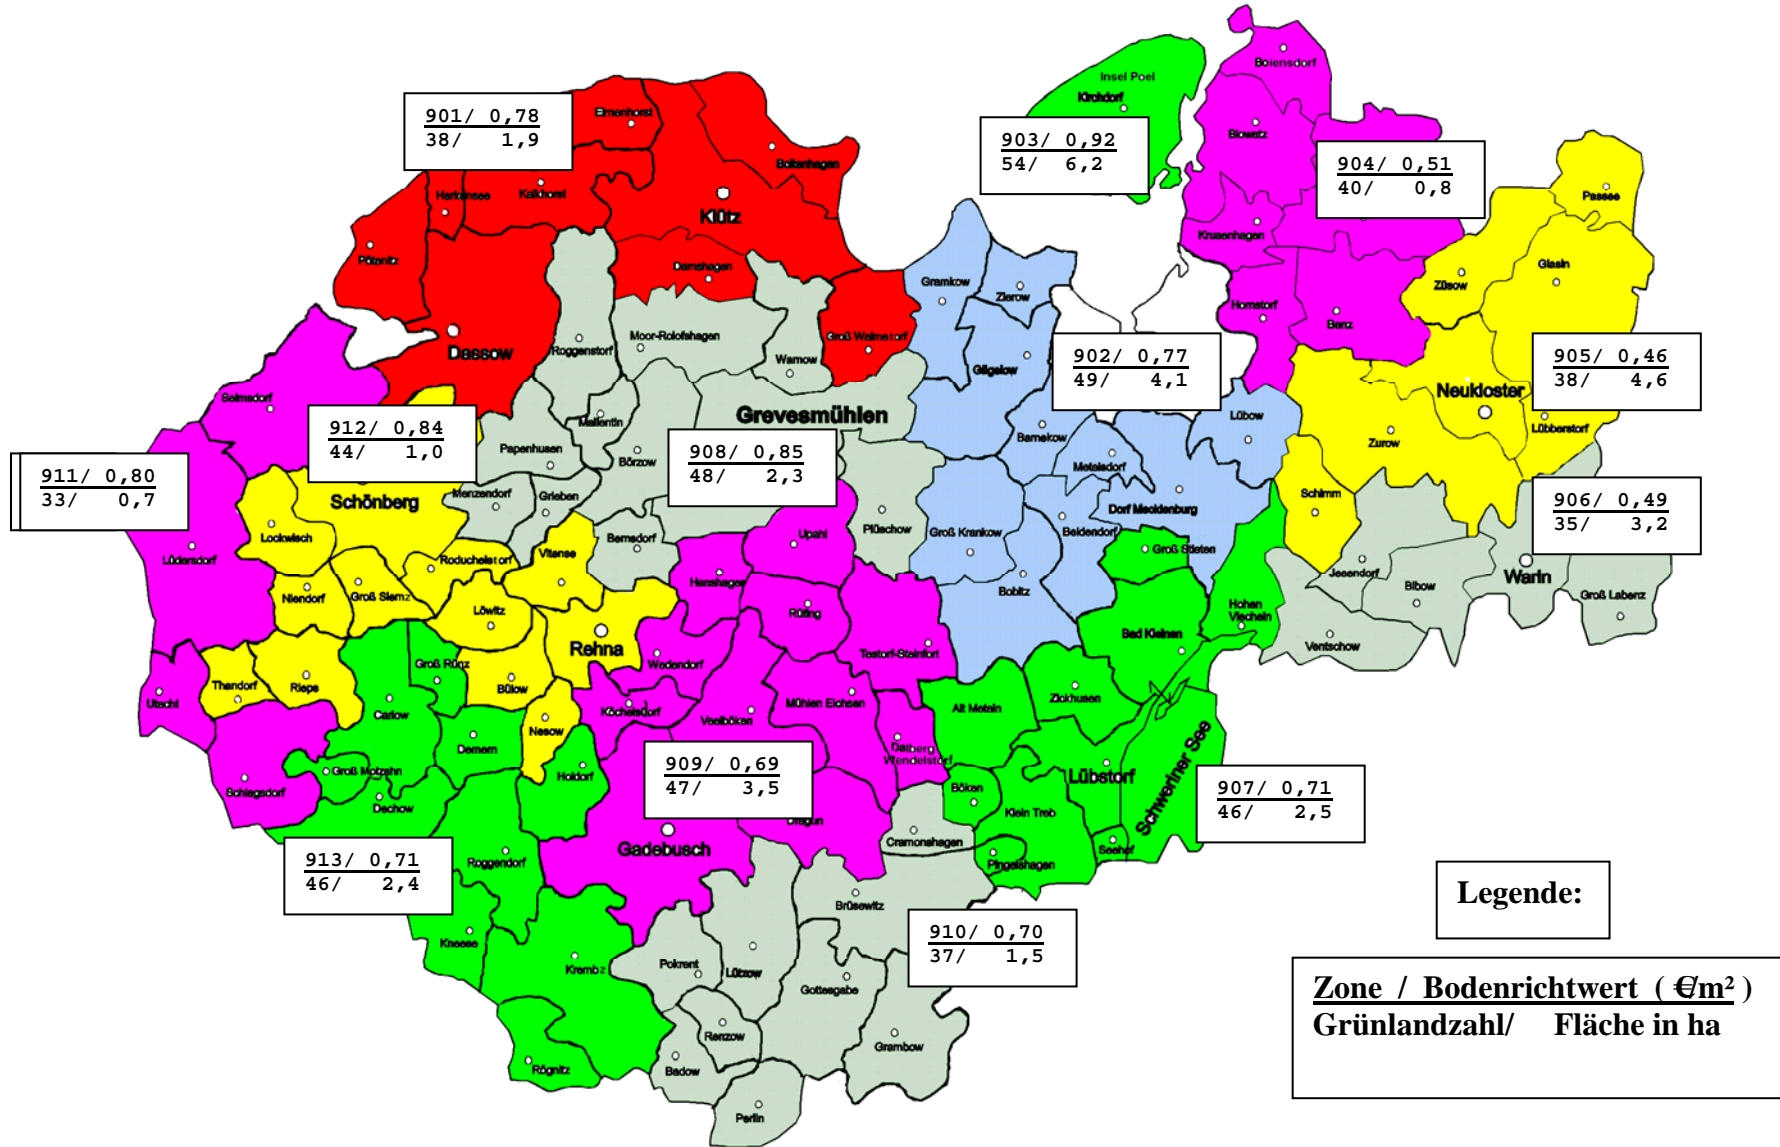 Boiensdorf
Insel Poel
Kirchdorf
Blowatz
901/ 0,78
38/ 1,9
Elmenhorst
Boltenhagen
903/ 0,92
54/ 6,2
904/ 0,51
40/ 0,8
Harkensee
Kalkhorst
Klütz
Krusenhagen
Passee
Pötenitz
Damshagen
Gramkow
Zierow
Hornstorf
Benz
Züsow
Glasin
Dassow
Roggenstorf
Moor-Rolofshagen
Warnow
Groß Walmstorf
Gägelow
902/ 0,77
49/ 4,1
905/ 0,46
38/ 4,6
Selmsdorf
Mallentin
Grevesmühlen
Lübow
Neukloster
Lübberstorf
912/ 0,84
44/ 1,0
Papenhusen
Börzow
908/ 0,85
48/ 2,3
Barnekow
Metelsdorf
Zurow
911/ 0,80
33/ 0,7
Schönberg
Menzendorf
Grieben
Plüschow
Dorf Mecklenburg
Schimm
906/ 0,49
35/ 3,2
Lockwisch
Lüdersdorf
Roduchelstorf
Vitense
Bernsdorf
Upahl
Groß Krankow
Beidendorf
Groß Stieten
Jesendorf
Bibow
Warin
Groß Labenz
Niendorf
Groß Siemz
Löwitz
Hanshagen
Rüting
Bobitz
Hohen
Viecheln
Bad Kleinen
Ventschow
Rehna
Wedendorf
Testorf-Steinfort
Utecht
Thandorf
Rieps
Groß Rünz
Bülow
Carlow
Köchelsdorf
Veelböken
Mühlen Eichsen
Alt Meteln
Zickhusen
Nesow
Demern
Dalberg
Wendelstorf
Schlagsdorf
Groß Molzahn
Dechow
Holdorf
909/ 0,69
47/ 3,5
Böken
Lübstorf
Schweriner See
907/ 0,71
46/ 2,5
Klein Treb
Dragun
Cramonshagen
Pingelshagen
Seehof
913/ 0,71
46/ 2,4
Roggendorf
Gadebusch
Legende:
Brüsewitz
910/ 0,70
37/ 1,5
Kneese
Krembz
Pokrent
Lützow
Gottesgabe
Zone / Bodenrichtwert ( €/m² )
Grünlandzahl/ Fläche in ha
Renzow
Grambow
Rögnitz
Badow
Perlin